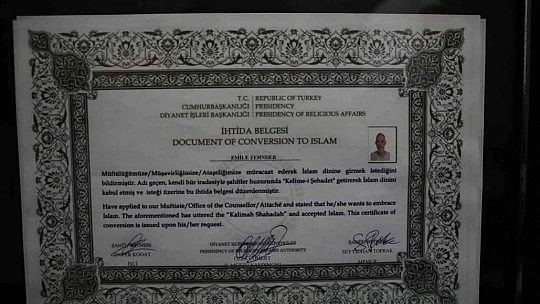 T.C. | REPUBLIC OF TURKEY
CUMHURBAŞKANLIĞI | PRESIDENCY
DİYANET İŞLERİ BAŞKANLIĞI | PRESIDENCY OF RELIGIOUS AFFAIRS
İHTİDA BELGESİ
DOCUMENT OF CONVERSION TO ISLAM
EMILE ZEHNDER
Müftülüğümüze/Müşavirliğimize/Ataşeliğimize müracaat ederek İslam dinine girmek istediğini
bildirmiştir. Adı geçen, kendi hür iradesiyle şahitler huzurunda "Kelime-i Şehadet" getirerek İslam dinini
kabul etmiş ve isteği üzerine bu ihtida belgesi düzenlenmiştir.
Have applied to our Muftiate/Office of the Counsellor/Attaché and stated that he/she wants to embrace
Islam. The aforementioned has uttered the "Kalimah Shahadah" and accepted Islam. This certificate of
conversion is issued upon his/her request.
KODAT
TOPRAK